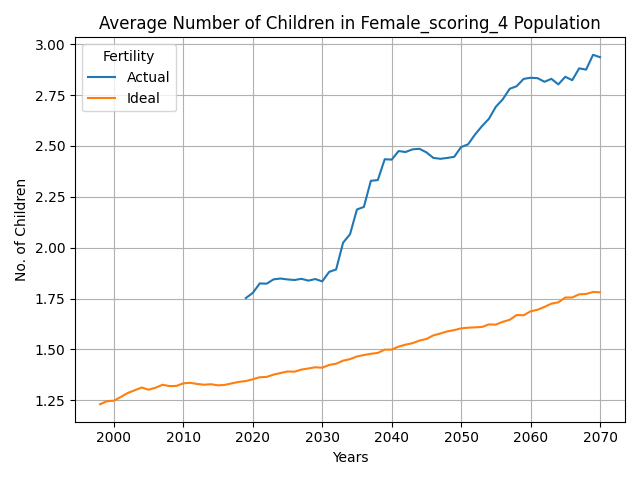 Average Number of Children in Female_scoring_4 Population
Fertility
Actual
Ideal
No. of Children
3.00
2.75
2.50
2.25
2.00
1.75
1.50
1.25
2000 2010 2020 2030 2040 2050 2060 2070
Years